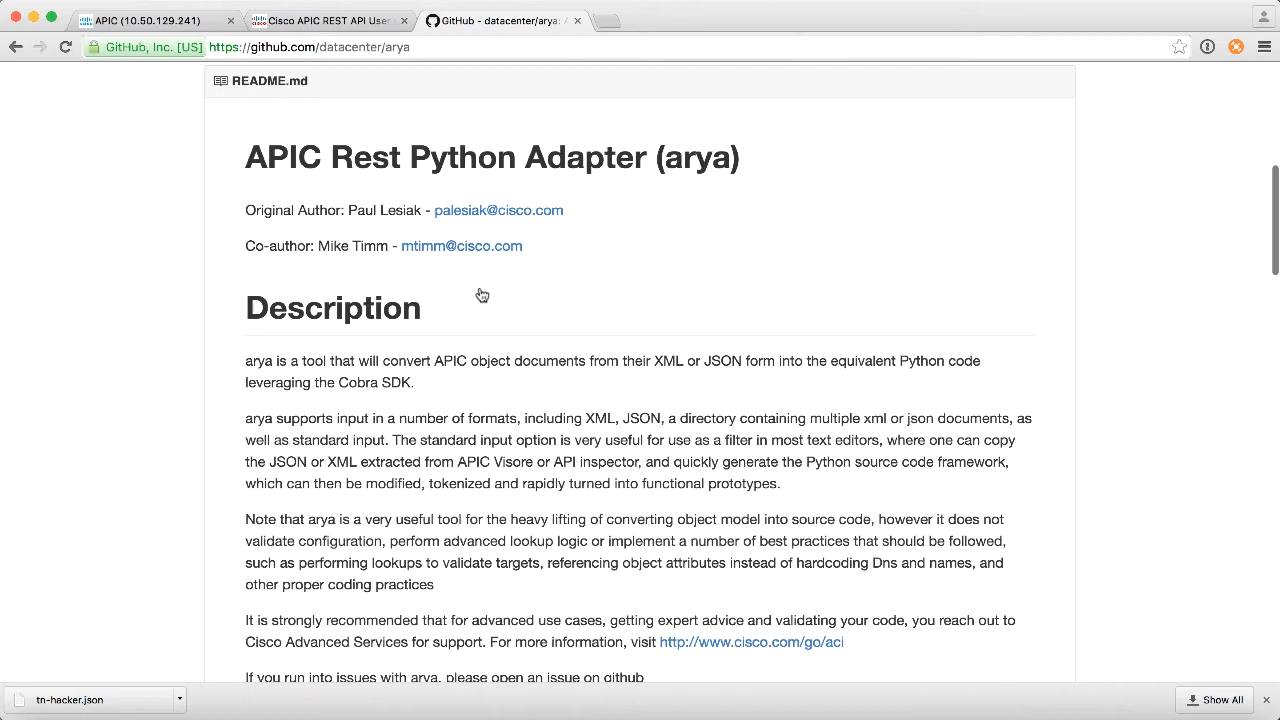 APIC (10.50.129.241)
Cisco APIC REST API User
GitHub - datacenter/arya: A
GitHub, Inc. [US] https://github.com/datacenter/arya
README.md
APIC Rest Python Adapter (arya)
Original Author: Paul Lesiak - palesiak@cisco.com
Co-author: Mike Timm - mtimm@cisco.com
Description
arya is a tool that will convert APIC object documents from their XML or JSON form into the equivalent Python code
leveraging the Cobra SDK.
arya supports input in a number of formats, including XML, JSON, a directory containing multiple xml or json documents, as
well as standard input. The standard input option is very useful for use as a filter in most text editors, where one can copy
the JSON or XML extracted from APIC Visore or API inspector, and quickly generate the Python source code framework,
which can then be modified, tokenized and rapidly turned into functional prototypes.
Note that arya is a very useful tool for the heavy lifting of converting object model into source code, however it does not
validate configuration, perform advanced lookup logic or implement a number of best practices that should be followed,
such as performing lookups to validate targets, referencing object attributes instead of hardcoding Dns and names, and
other proper coding practices
It is strongly recommended that for advanced use cases, getting expert advice and validating your code, you reach out to
Cisco Advanced Services for support. For more information, visit http://www.cisco.com/go/aci
If you run into issues with arya, please open an issue on github
tn-hacker.json
Show All